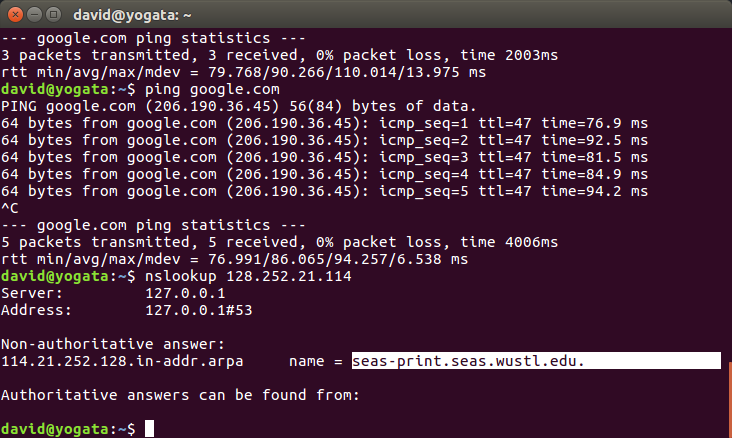 david@yogata: ~
--- google.com ping statistics ---
3 packets transmitted, 3 received, 0% packet loss, time 2003ms
rtt min/avg/max/mdev = 79.768/90.266/110.014/13.975 ms
david@yogata:~$ ping google.com
PING google.com (206.190.36.45) 56(84) bytes of data.
64 bytes from google.com (206.190.36.45): icmp_seq=1 ttl=47 time=76.9 ms
64 bytes from google.com (206.190.36.45): icmp_seq=2 ttl=47 time=92.5 ms
64 bytes from google.com (206.190.36.45): icmp_seq=3 ttl=47 time=81.5 ms
64 bytes from google.com (206.190.36.45): icmp_seq=4 ttl=47 time=84.9 ms
64 bytes from google.com (206.190.36.45): icmp_seq=5 ttl=47 time=94.2 ms
^C
--- google.com ping statistics ---
5 packets transmitted, 5 received, 0% packet loss, time 4006ms
rtt min/avg/max/mdev = 76.991/86.065/94.257/6.538 ms
david@yogata:~$ nslookup 128.252.21.114
Server:         127.0.0.1
Address:        127.0.0.1#53
Non-authoritative answer:
114.21.252.128.in-addr.arpa     name = seas-print.seas.wustl.edu.
Authoritative answers can be found from:
david@yogata:~$